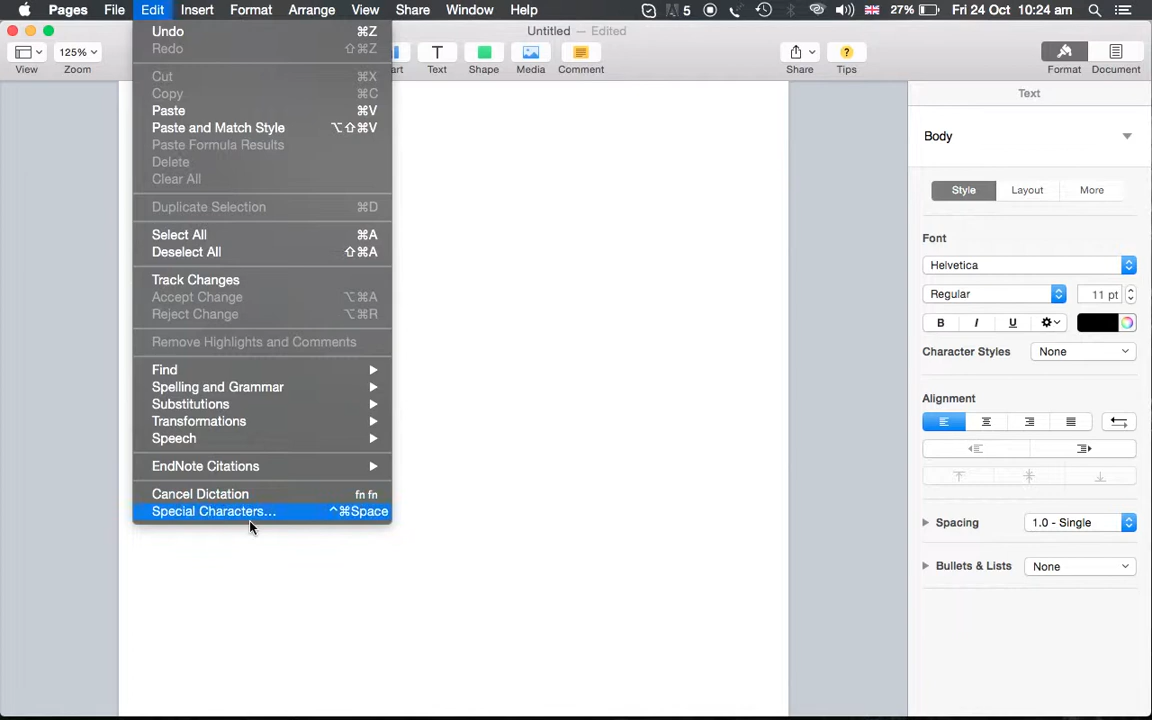 Pages File Edit Insert Format Arrange View Share Window Help 5 27% Fri 24 Oct 10:24 am
Untitled — Edited
125%
View Zoom Text Shape Media Comment Share Tips Format Document
Undo ⌘Z
Redo ⇧⌘Z
Cut ⌘X
Copy ⌘C
Paste ⌘V
Paste and Match Style ⌥⇧⌘V
Paste Formula Results
Delete
Clear All
Duplicate Selection ⌘D
Select All ⌘A
Deselect All ⇧⌘A
Track Changes
Accept Change ⌥⌘A
Reject Change ⌥⌘R
Remove Highlights and Comments
Find
Spelling and Grammar
Substitutions
Transformations
Speech
EndNote Citations
Cancel Dictation fn fn
Special Characters... ^⌘Space
Text
Body
Style Layout More
Font
Helvetica
Regular 11 pt
B I U
Character Styles None
Alignment
Spacing 1.0 - Single
Bullets & Lists None